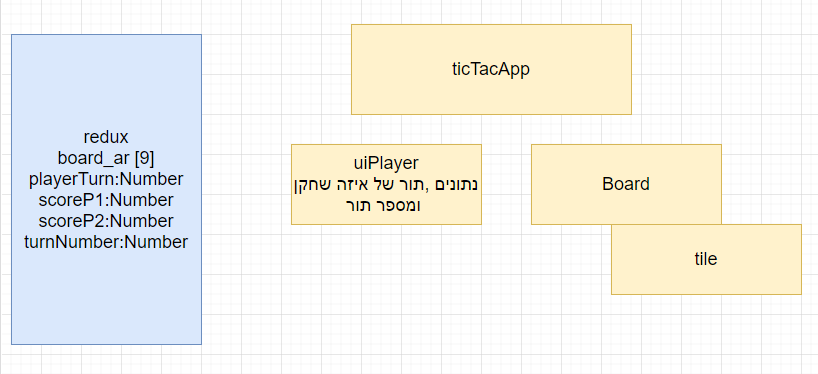 redux
board_ar [9]
playerTurn:Number
scoreP1:Number
scoreP2:Number
turnNumber:Number
ticTacApp
uiPlayer
נתונים ,תור של איזה שחקן
ומספר תור
Board
tile